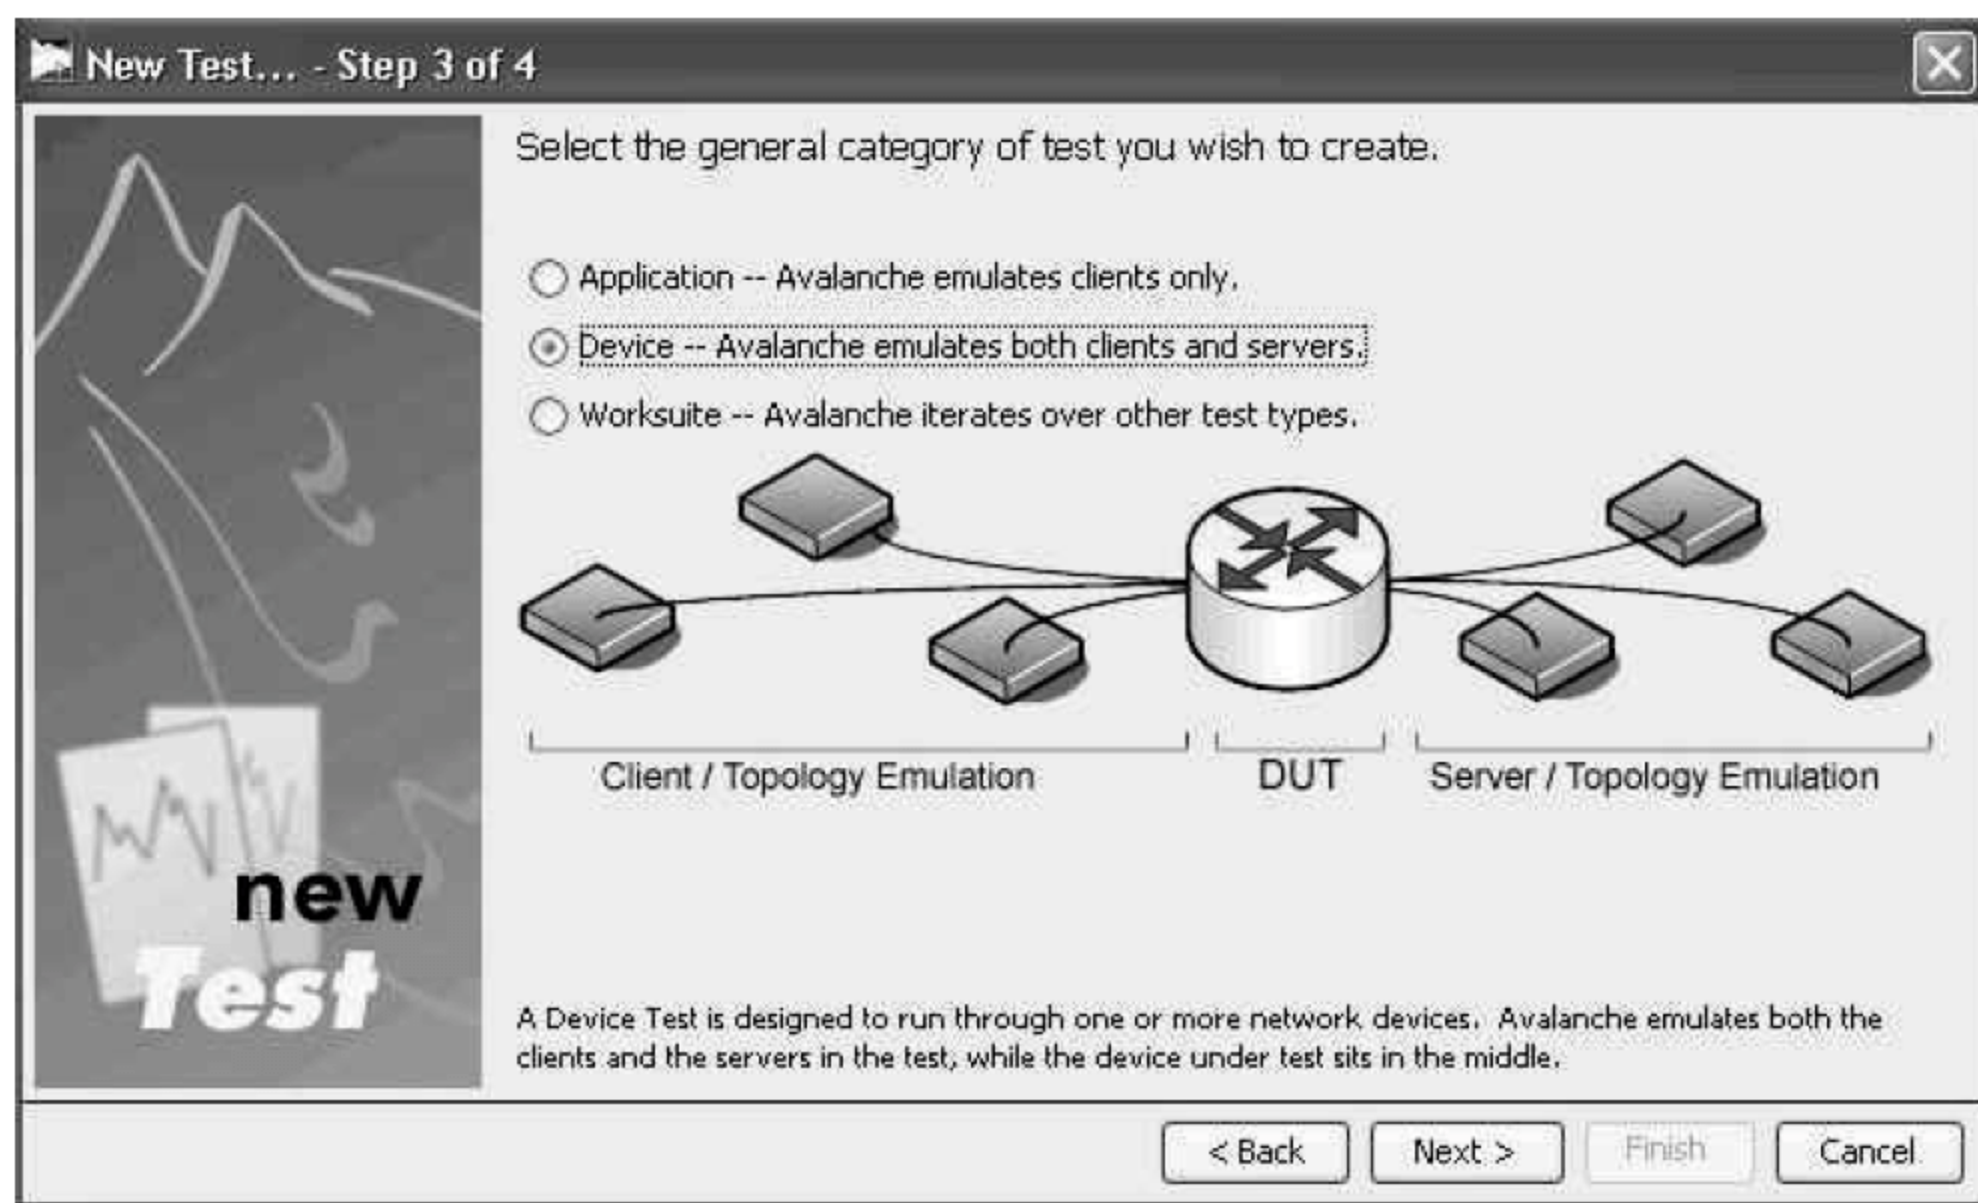 New Test... - Step 3 of 4
Select the general category of test you wish to create.
Application -- Avalanche emulates clients only.
Device -- Avalanche emulates both clients and servers.
Worksuite -- Avalanche iterates over other test types.
Client / Topology Emulation
DUT
Server / Topology Emulation
new
Test
A Device Test is designed to run through one or more network devices. Avalanche emulates both the
clients and the servers in the test, while the device under test sits in the middle.
< Back
Next >
Finish
Cancel